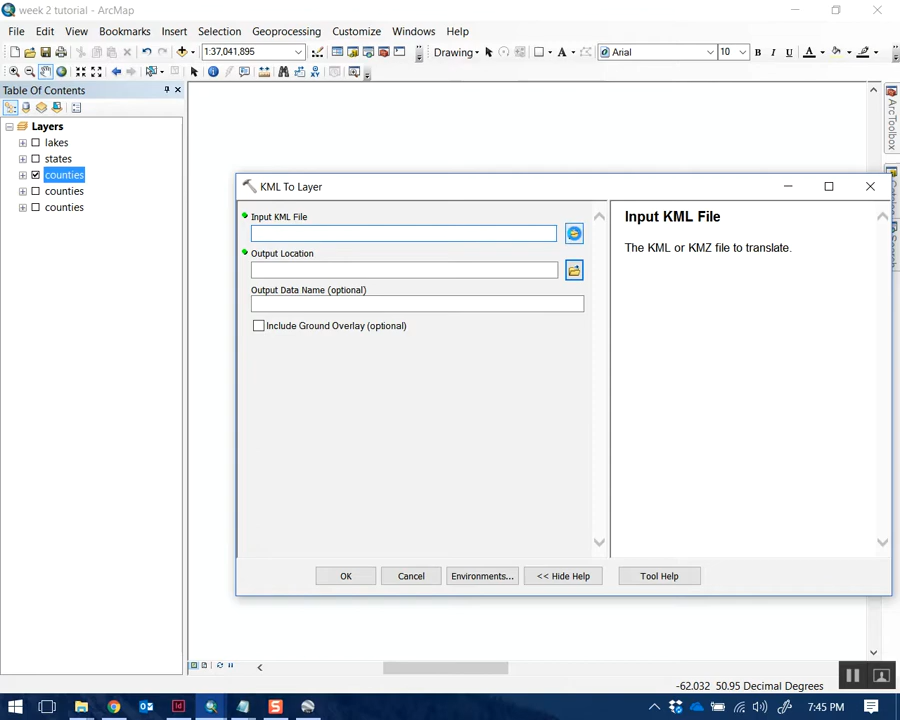 week 2 tutorial - ArcMap
File Edit View Bookmarks Insert Selection Geoprocessing Customize Windows Help
1:37,041,895 Drawing Arial 10 B I U A
Table Of Contents
Layers
lakes
states
counties
counties
counties
ArcToolbox
KML To Layer
Input KML File
Output Location
Output Data Name (optional)
Include Ground Overlay (optional)
OK Cancel Environments... << Hide Help
Input KML File
The KML or KMZ file to translate.
Tool Help
-62.032 50.95 Decimal Degrees
7:45 PM